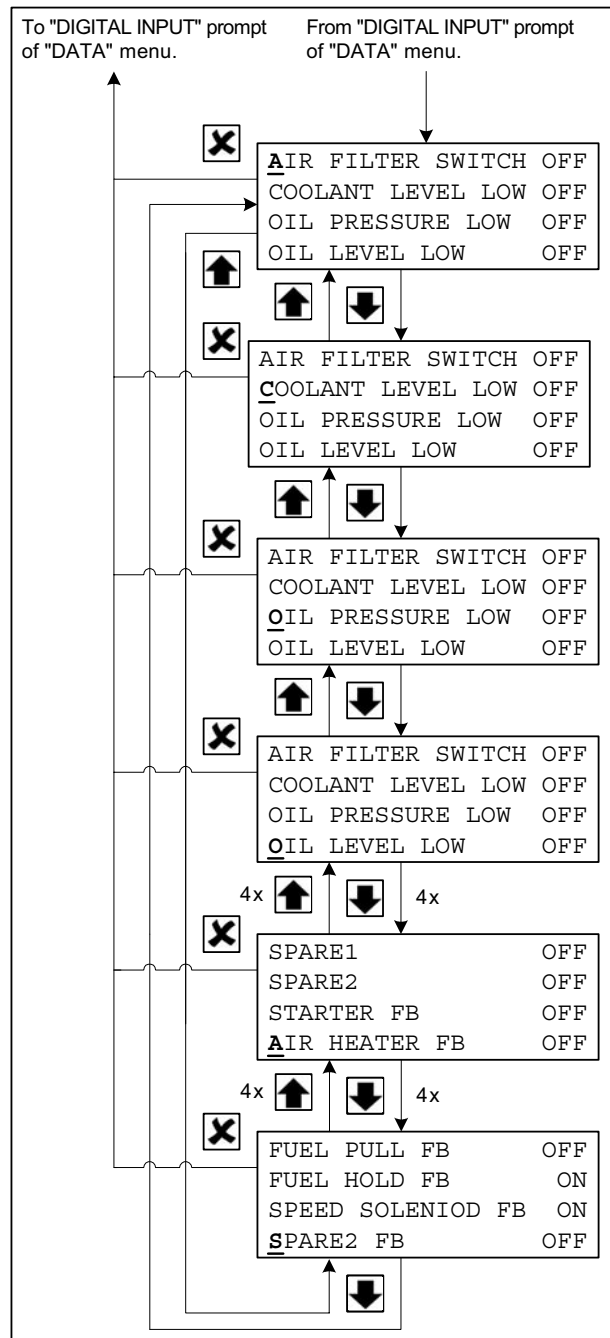 To "DIGITAL INPUT" prompt
of "DATA" menu.
From "DIGITAL INPUT" prompt
of "DATA" menu.
AIR FILTER SWITCH OFF
COOLANT LEVEL LOW OFF
OIL PRESSURE LOW OFF
OIL LEVEL LOW OFF
AIR FILTER SWITCH OFF
COOLANT LEVEL LOW OFF
OIL PRESSURE LOW OFF
OIL LEVEL LOW OFF
AIR FILTER SWITCH OFF
COOLANT LEVEL LOW OFF
OIL PRESSURE LOW OFF
OIL LEVEL LOW OFF
AIR FILTER SWITCH OFF
COOLANT LEVEL LOW OFF
OIL PRESSURE LOW OFF
OIL LEVEL LOW OFF
4x 4x
SPARE1 OFF
SPARE2 OFF
STARTER FB OFF
AIR HEATER FB OFF
4x 4x
FUEL PULL FB OFF
FUEL HOLD FB ON
SPEED SOLENIOD FB ON
SPARE2 FB OFF